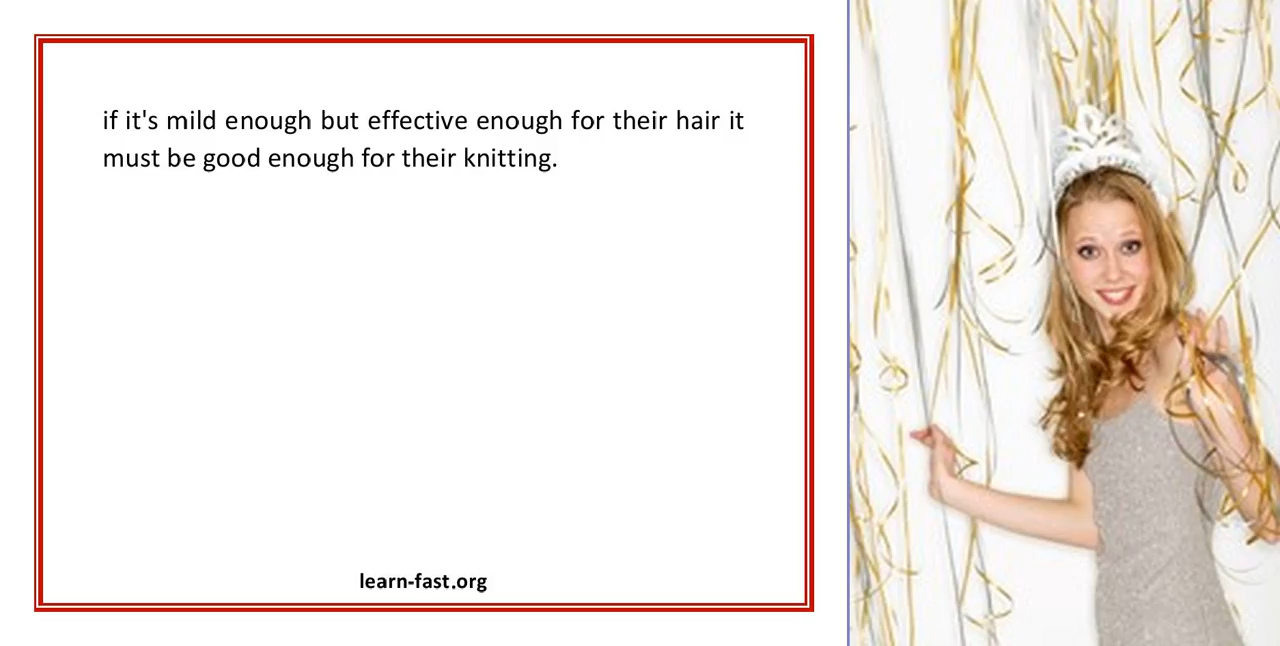 if it's mild enough but effective enough for their hair it
must be good enough for their knitting.
learn-fast.org